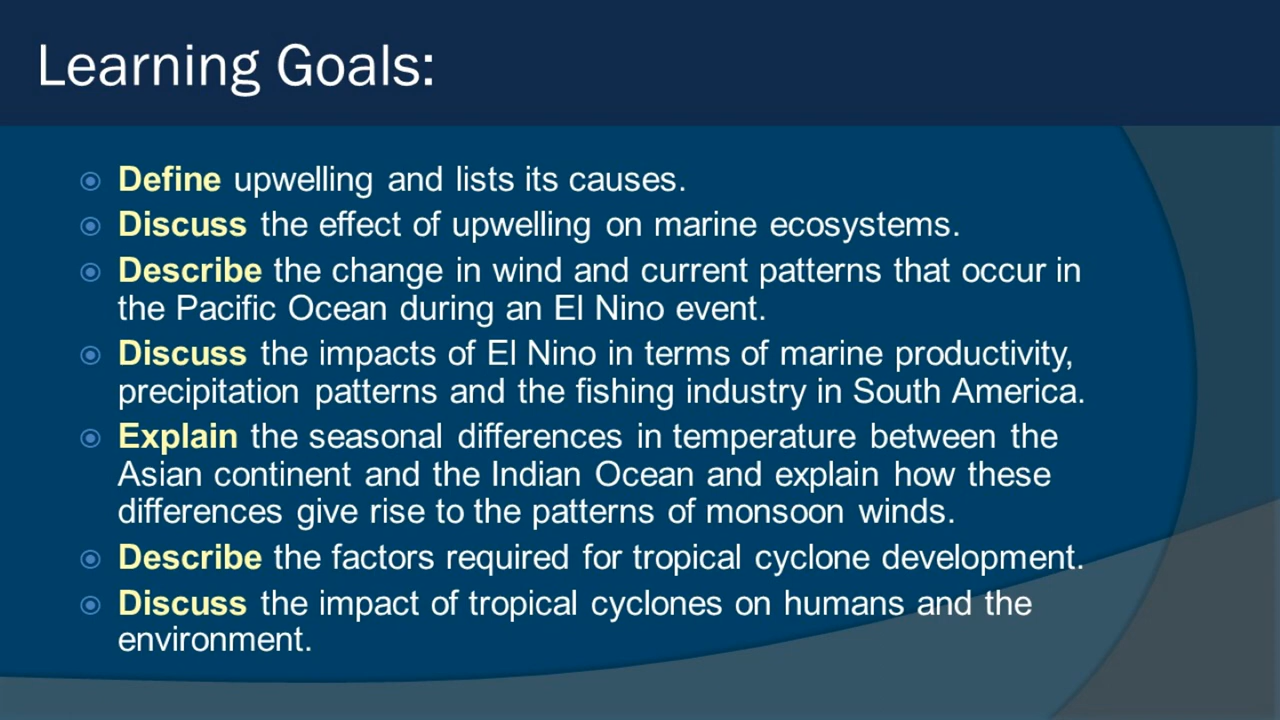 Learning Goals:
Define upwelling and lists its causes.
Discuss the effect of upwelling on marine ecosystems.
Describe the change in wind and current patterns that occur in
the Pacific Ocean during an El Nino event.
Discuss the impacts of El Nino in terms of marine productivity,
precipitation patterns and the fishing industry in South America.
Explain the seasonal differences in temperature between the
Asian continent and the Indian Ocean and explain how these
differences give rise to the patterns of monsoon winds.
Describe the factors required for tropical cyclone development.
Discuss the impact of tropical cyclones on humans and the
environment.